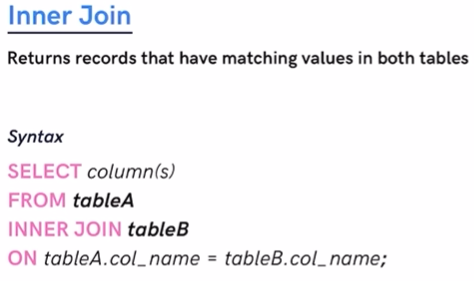 Inner Join
Returns records that have matching values in both tables
Syntax
SELECT column(s)
FROM tableA
INNER JOIN tableB
ON tableA.col_name = tableB.col_name;